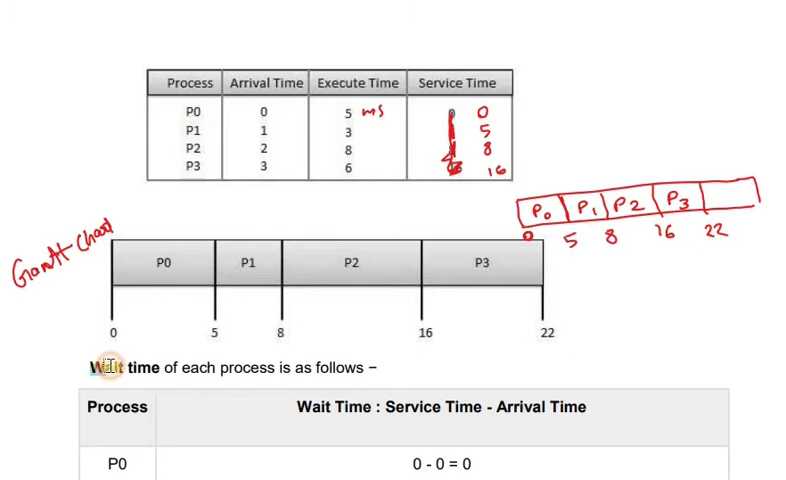 Process Arrival Time Execute Time Service Time
P0 0 5 ms 0
P1 1 3 5
P2 2 8 8
P3 3 6 16
P0 P1 P2 P3
0 5 8 16 22
Gantt Chart
P0 P1 P2 P3
0 5 8 16 22
Wait time of each process is as follows −
Process Wait Time : Service Time - Arrival Time
P0 0 - 0 = 0